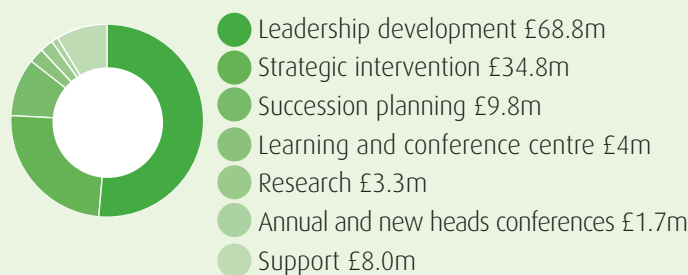 Leadership development £68.8m
Strategic intervention £34.8m
Succession planning £9.8m
Learning and conference centre £4m
Research £3.3m
Annual and new heads conferences £1.7m
Support £8.0m